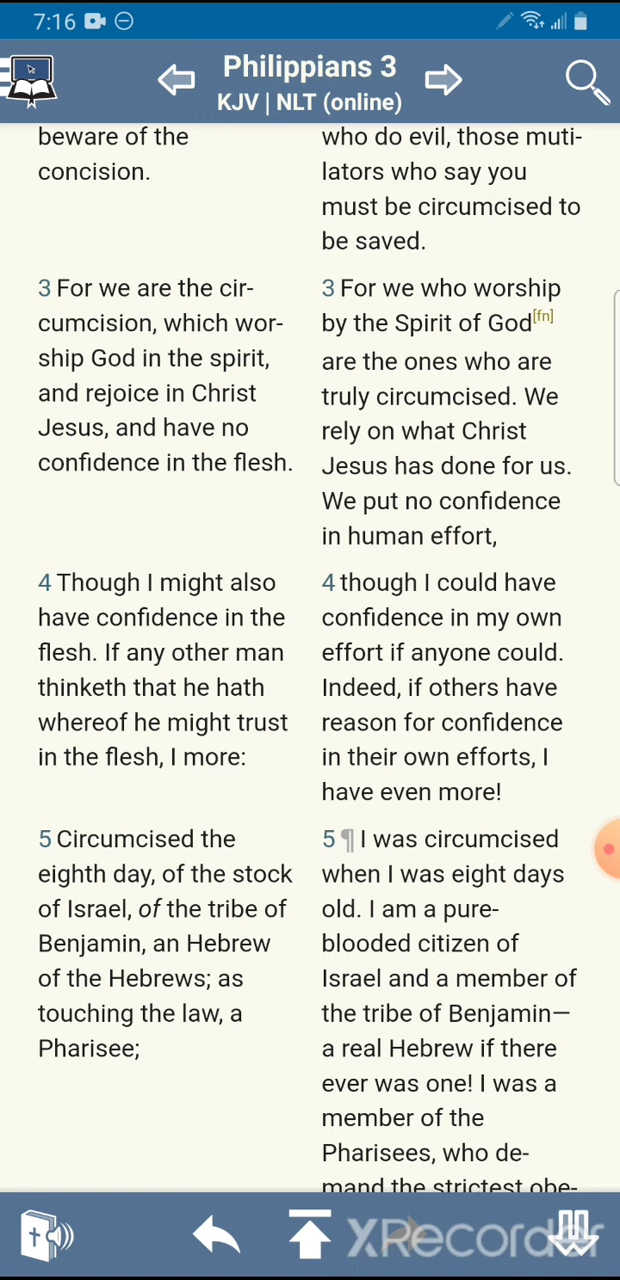 7:16
Philippians 3
KJV | NLT (online)
beware of the
concision.
3 For we are the cir-
cumcision, which wor-
ship God in the spirit,
and rejoice in Christ
Jesus, and have no
confidence in the flesh.
4 Though I might also
have confidence in the
flesh. If any other man
thinketh that he hath
whereof he might trust
in the flesh, I more:
5 Circumcised the
eighth day, of the stock
of Israel, of the tribe of
Benjamin, an Hebrew
of the Hebrews; as
touching the law, a
Pharisee;
who do evil, those muti-
lators who say you
must be circumcised to
be saved.
3 For we who worship
by the Spirit of God[fn]
are the ones who are
truly circumcised. We
rely on what Christ
Jesus has done for us.
We put no confidence
in human effort,
4 though I could have
confidence in my own
effort if anyone could.
Indeed, if others have
reason for confidence
in their own efforts, I
have even more!
5 ¶ I was circumcised
when I was eight days
old. I am a pure-
blooded citizen of
Israel and a member of
the tribe of Benjamin—
a real Hebrew if there
ever was one! I was a
member of the
Pharisees, who de-
mand the strictest obe-
XRecorder